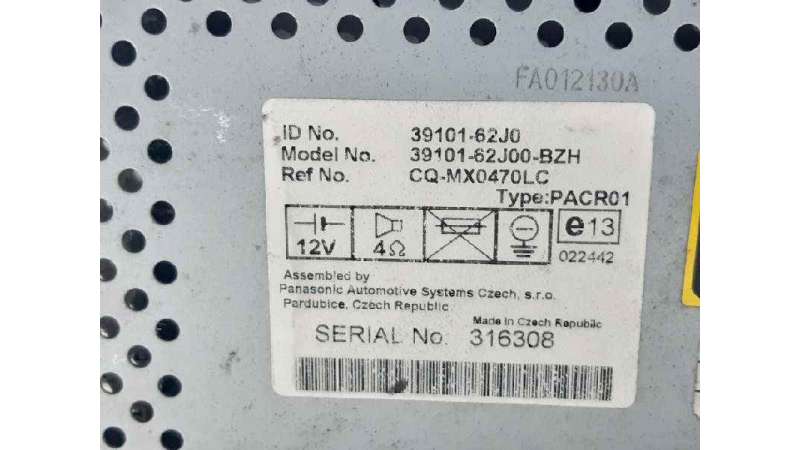 FA012130A
ID No. 39101-62J0
Model No. 39101-62J00-BZH
Ref No. CQ-MX0470LC
Type:PACR01
12V 4Ω e13
022442
Assembled by
Panasonic Automotive Systems Czech, s.r.o.
Pardubice, Czech Republic
Made in Czech Republic
SERIAL No. 316308